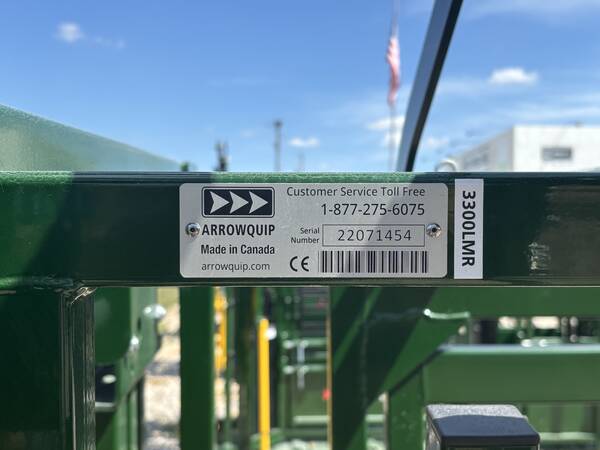 Customer Service Toll Free
1-877-275-6075
ARROWQUIP
Serial
Number
22071454
Made in Canada
arrowquip.com
CE
3300LMR